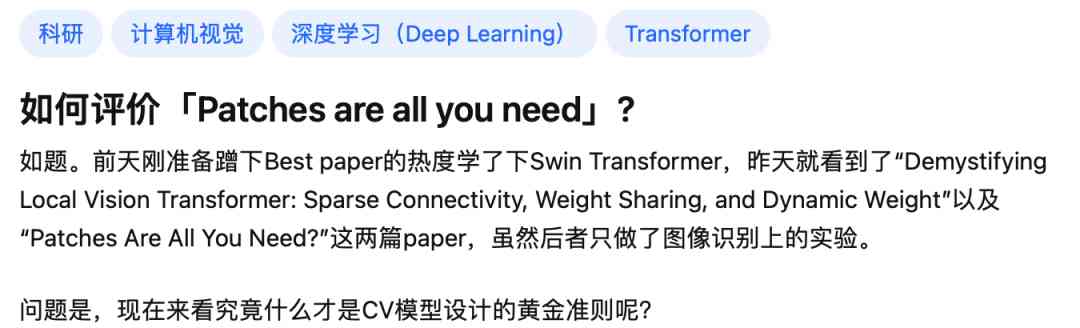 科研 计算机视觉 深度学习（Deep Learning） Transformer
如何评价「Patches are all you need」?
如题。前天刚准备蹭下Best paper的热度学了下Swin Transformer，昨天就看到了“Demystifying
Local Vision Transformer: Sparse Connectivity, Weight Sharing, and Dynamic Weight”以及
“Patches Are All You Need?”这两篇paper，虽然后者只做了图像识别上的实验。
问题是，现在来看究竟什么才是CV模型设计的黄金准则呢?